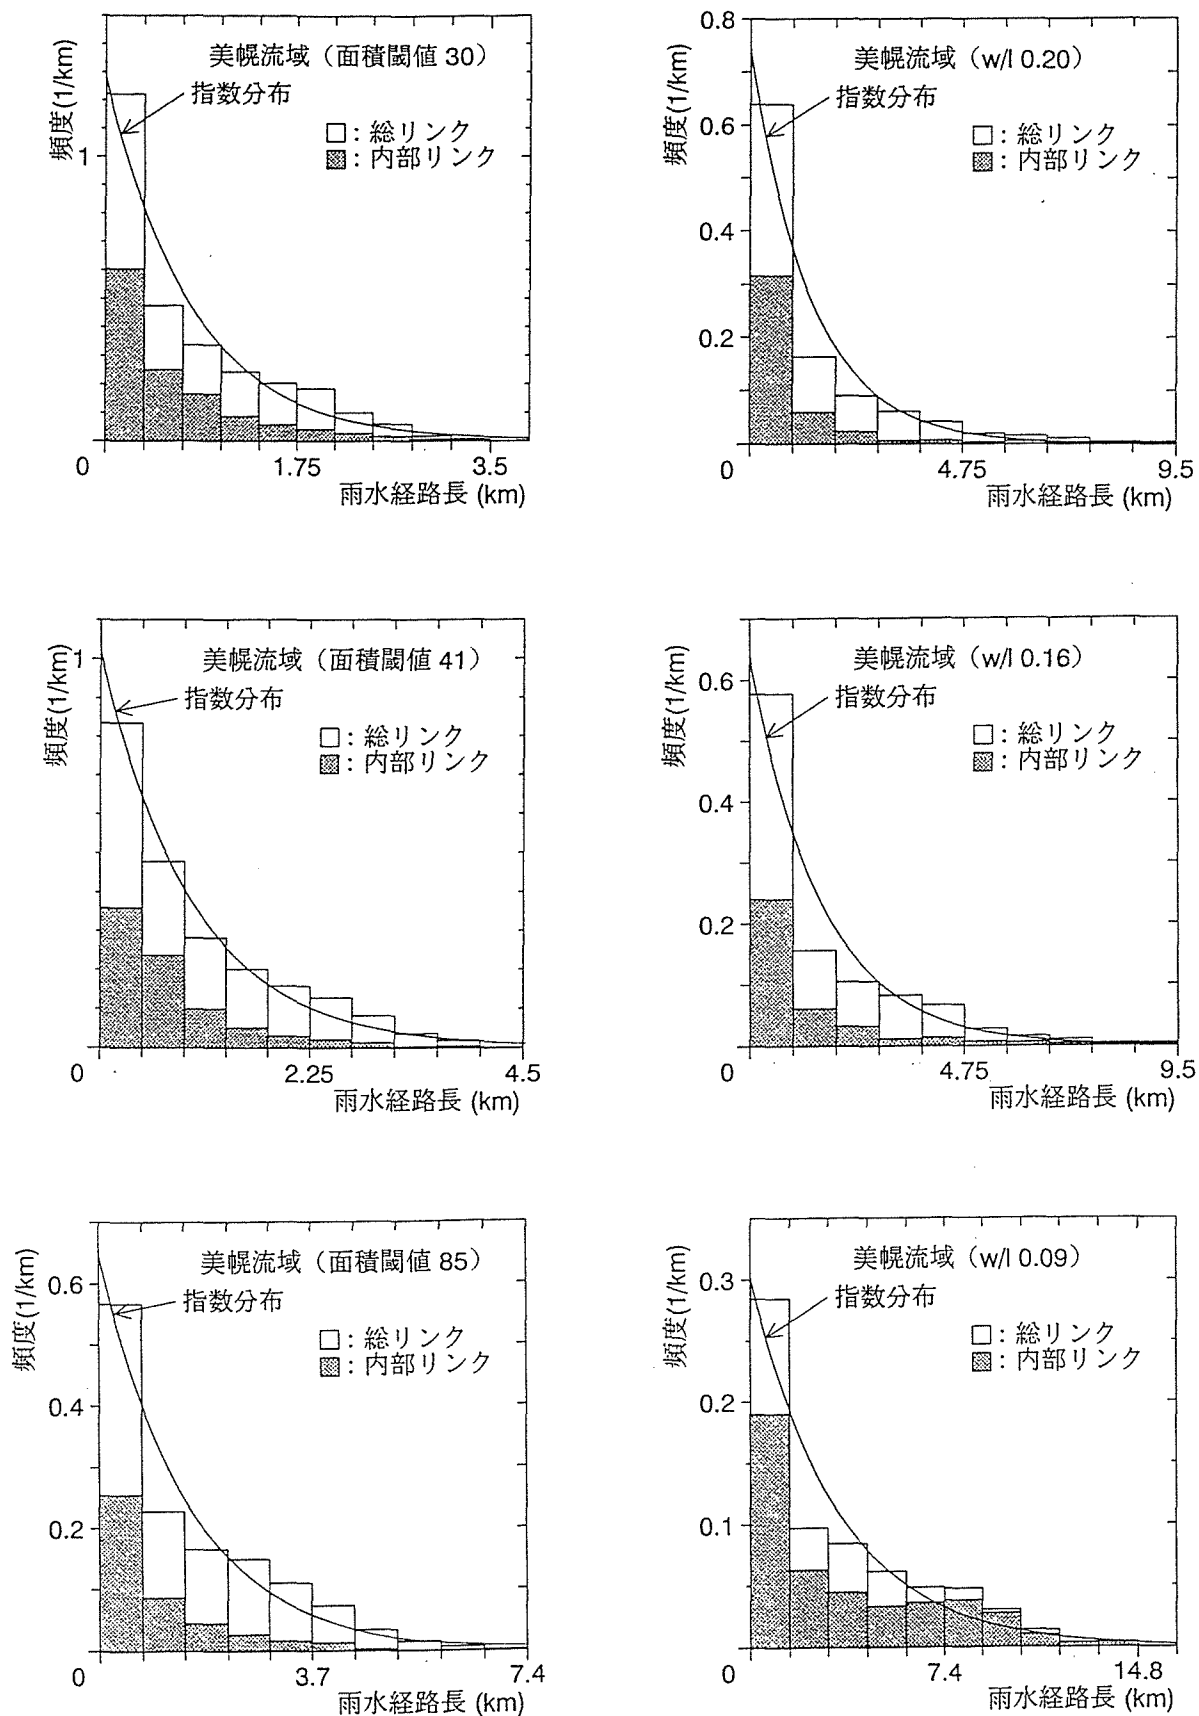 美幌流域（面積閾値 30）
指数分布
□：総リンク
：内部リンク
頻度(1/km)
1
0
1.75
3.5
雨水経路長 (km)
美幌流域（w/l 0.20）
指数分布
□：総リンク
：内部リンク
頻度(1/km)
0.8
0.6
0.4
0.2
0
4.75
9.5
雨水経路長 (km)
美幌流域（面積閾値 41）
指数分布
□：総リンク
：内部リンク
頻度(1/km)
1
0
2.25
4.5
雨水経路長 (km)
美幌流域（w/l 0.16）
指数分布
□：総リンク
：内部リンク
頻度(1/km)
0.6
0.4
0.2
0
4.75
9.5
雨水経路長 (km)
美幌流域（面積閾値 85）
指数分布
□：総リンク
：内部リンク
頻度(1/km)
0.6
0.4
0.2
0
3.7
7.4
雨水経路長 (km)
美幌流域（w/l 0.09）
指数分布
□：総リンク
：内部リンク
頻度(1/km)
0.3
0.2
0.1
0
7.4
14.8
雨水経路長 (km)